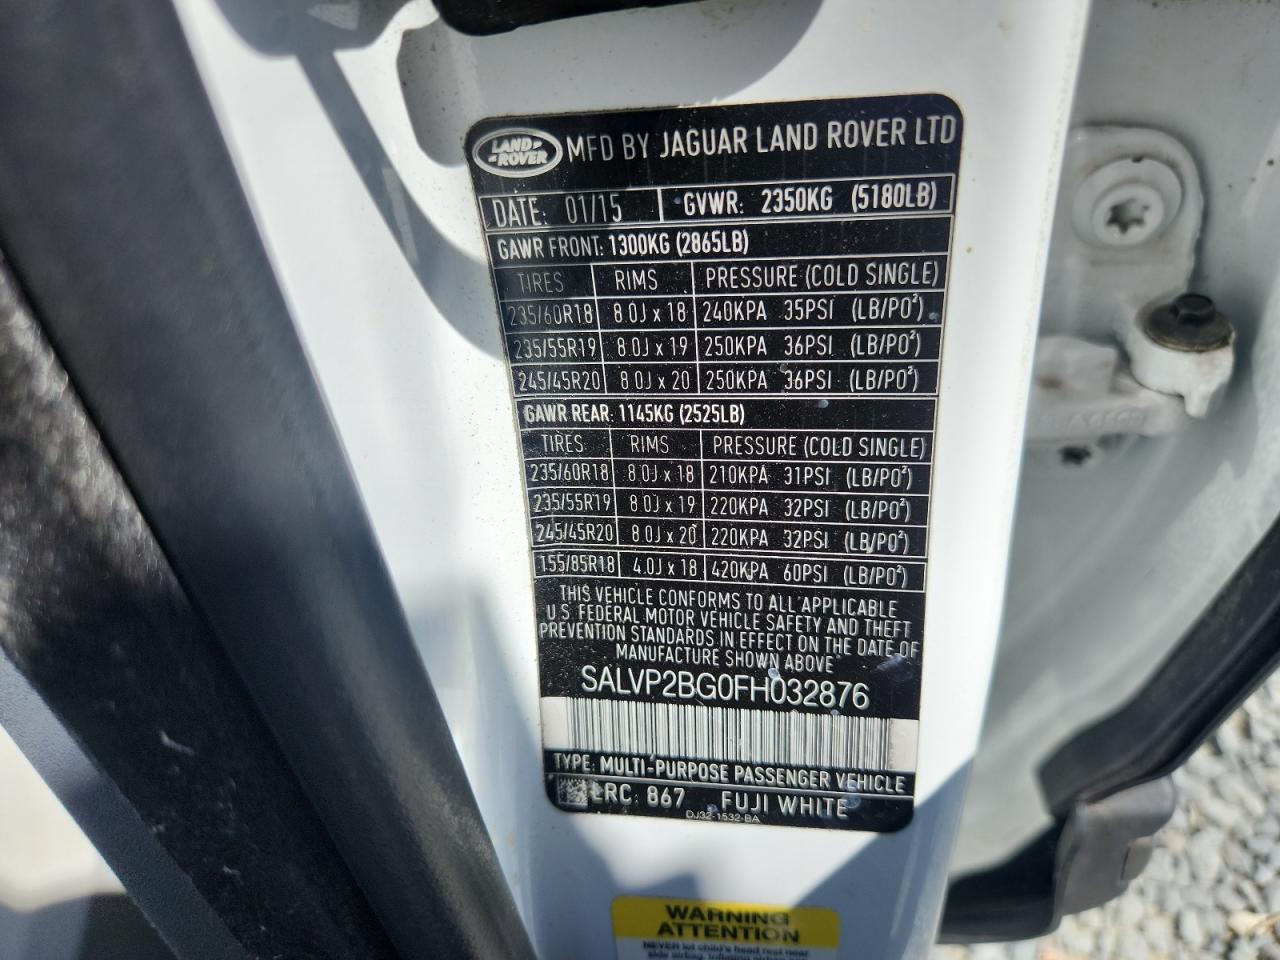 LAND ROVER MFD BY JAGUAR LAND ROVER LTD
DATE: 01/15 GVWR: 2350KG (5180LB)
GAWR FRONT: 1300KG (2865LB)
TIRES RIMS PRESSURE (COLD SINGLE)
235/60R18 8.0J x 18 240KPA 35PSI (LB/PO²)
235/55R19 8.0J x 19 250KPA 36PSI (LB/PO²)
245/45R20 8.0J x 20 250KPA 36PSI (LB/PO²)
GAWR REAR: 1145KG (2525LB)
TIRES RIMS PRESSURE (COLD SINGLE)
235/60R18 8.0J x 18 210KPA 31PSI (LB/PO²)
235/55R19 8.0J x 19 220KPA 32PSI (LB/PO²)
245/45R20 8.0J x 20 220KPA 32PSI (LB/PO²)
155/85R18 4.0J x 18 420KPA 60PSI (LB/PO²)
THIS VEHICLE CONFORMS TO ALL APPLICABLE
U.S. FEDERAL MOTOR VEHICLE SAFETY AND THEFT
PREVENTION STANDARDS IN EFFECT ON THE DATE OF
MANUFACTURE SHOWN ABOVE
SALVP2BG0FH032876
TYPE: MULTI-PURPOSE PASSENGER VEHICLE
LRC: 867 FUJI WHITE
DJ32-1532-BA
WARNING
ATTENTION
NEVER let child's head rest near